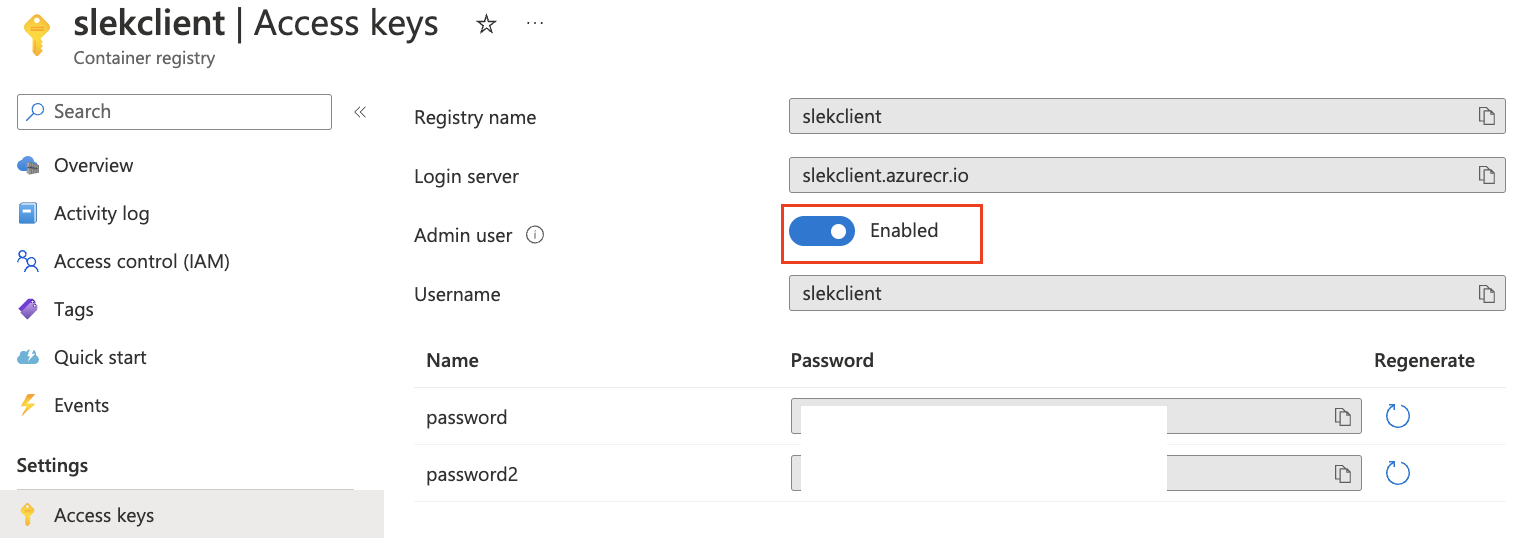 slekclient | Access keys
Container registry
Search
Overview
Activity log
Access control (IAM)
Tags
Quick start
Events
Settings
Access keys
Registry name slekclient
Login server slekclient.azurecr.io
Admin user Enabled
Username slekclient
Name Password Regenerate
password
password2